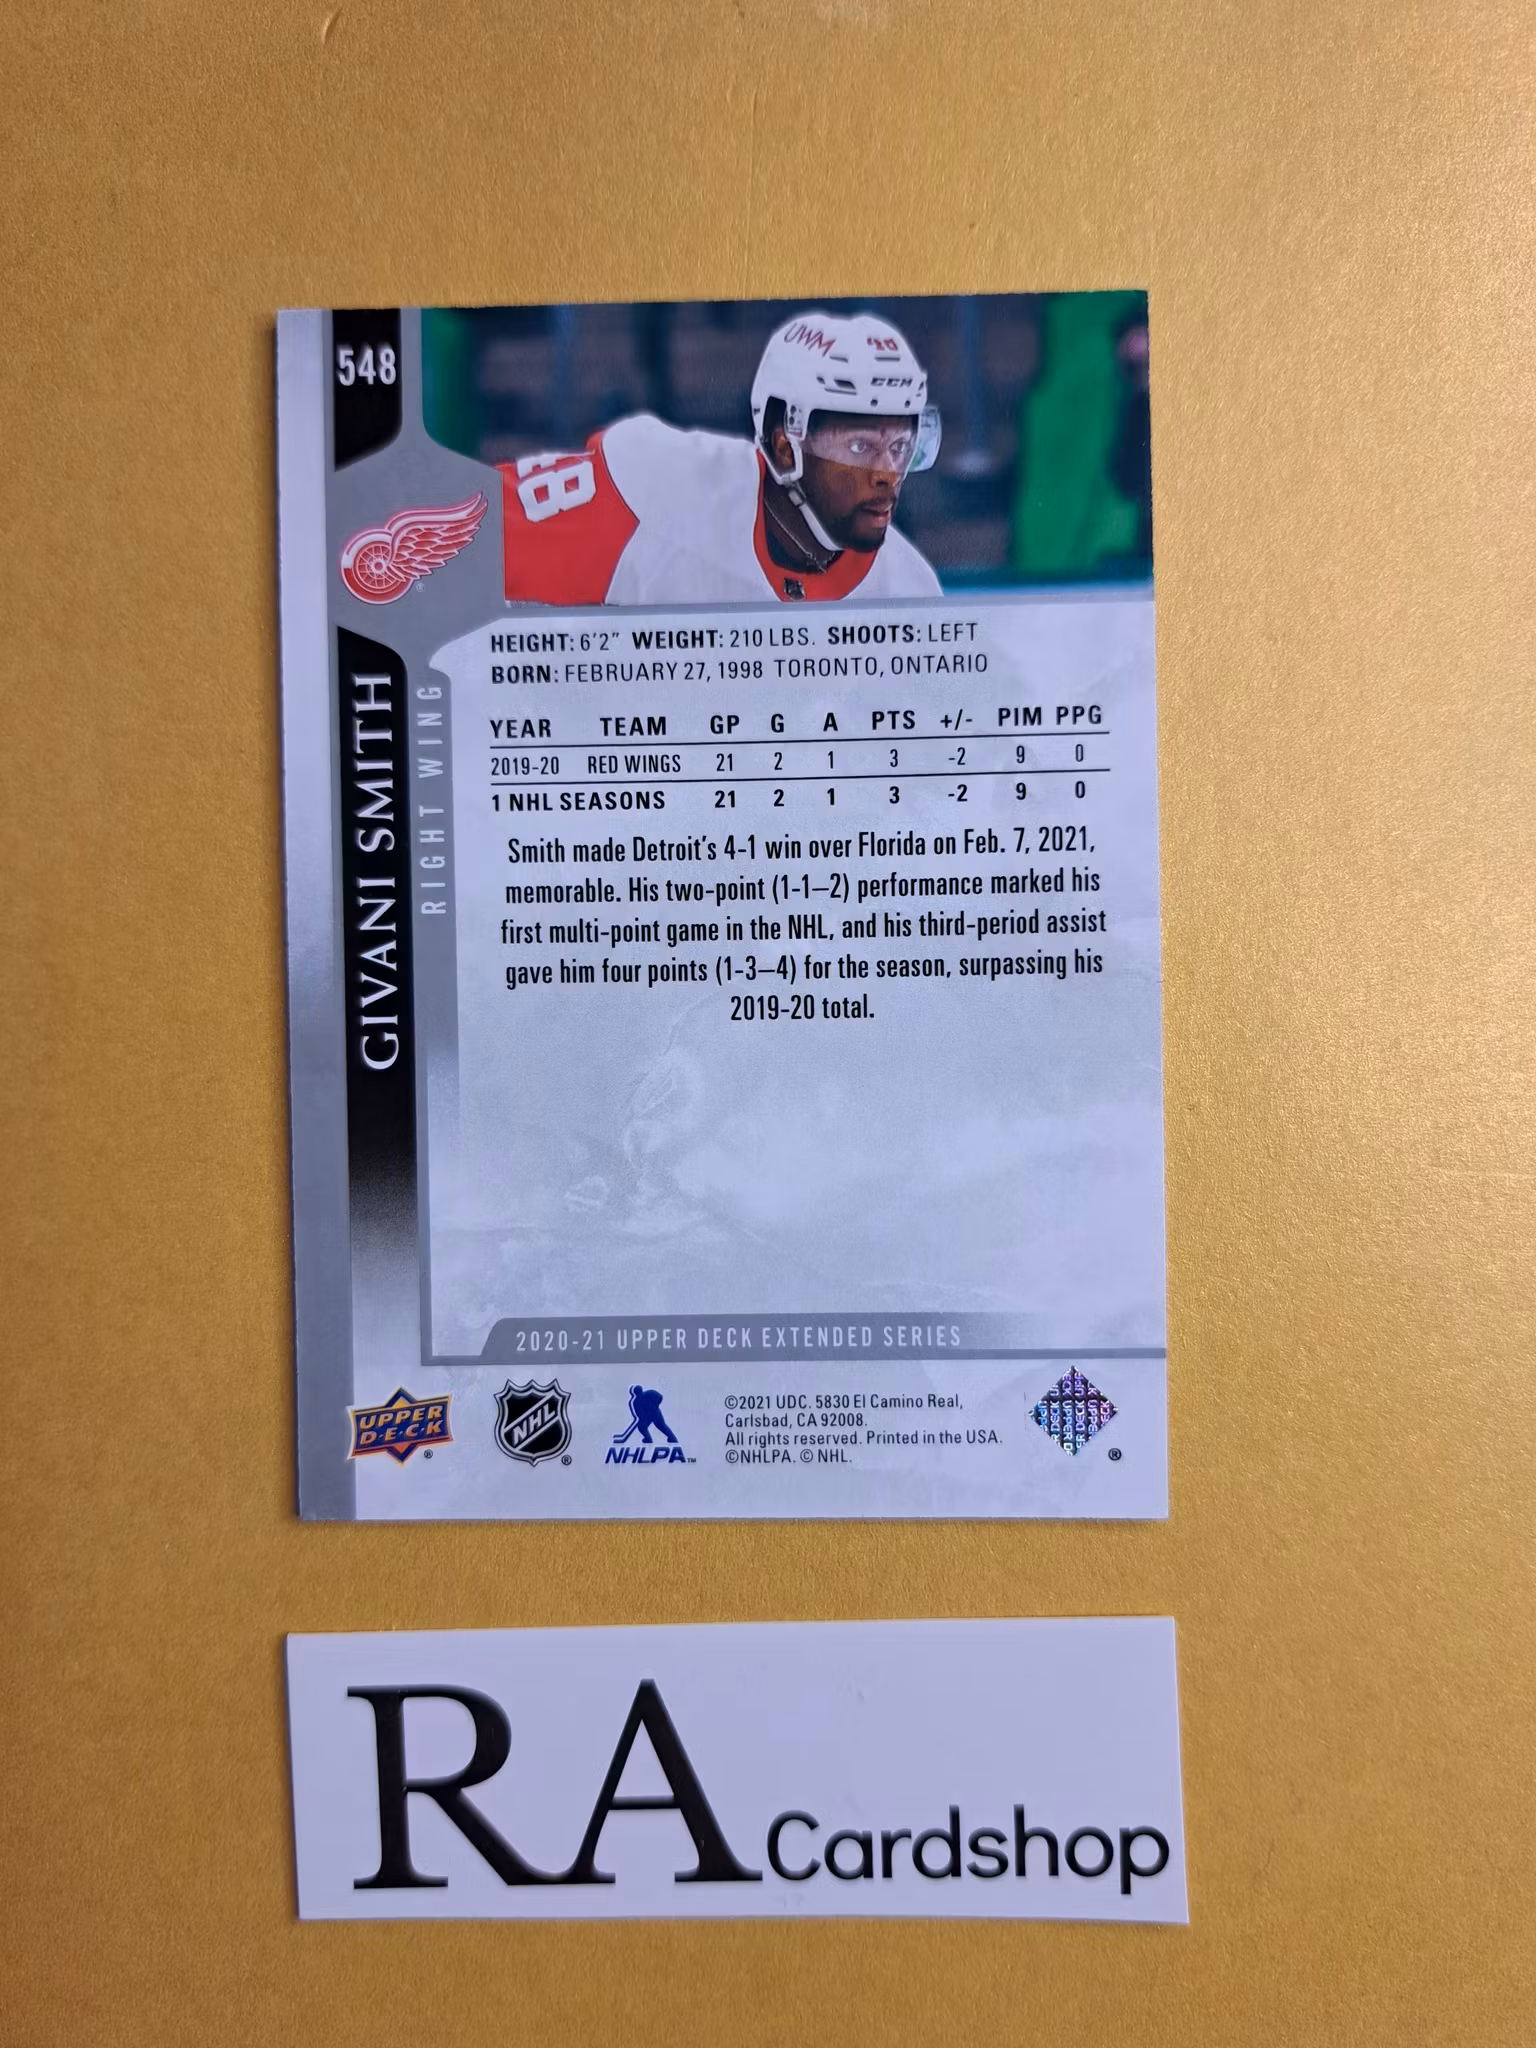 548
UWM
48
CCM
GIVANI SMITH
RIGHT WING
HEIGHT: 6'2" WEIGHT: 210 LBS. SHOOTS: LEFT
BORN: FEBRUARY 27, 1998 TORONTO, ONTARIO
YEAR TEAM GP G A PTS +/- PIM PPG
2019-20 RED WINGS 21 2 1 3 -2 9 0
1 NHL SEASONS 21 2 1 3 -2 9 0
Smith made Detroit's 4-1 win over Florida on Feb. 7, 2021,
memorable. His two-point (1-1—2) performance marked his
first multi-point game in the NHL, and his third-period assist
gave him four points (1-3—4) for the season, surpassing his
2019-20 total.
2020-21 UPPER DECK EXTENDED SERIES
UPPER
D·E·C·K
®
NHL
®
NHLPA™
©2021 UDC. 5830 El Camino Real,
Carlsbad, CA 92008.
All rights reserved. Printed in the USA.
©NHLPA. © NHL.
®
RA Cardshop